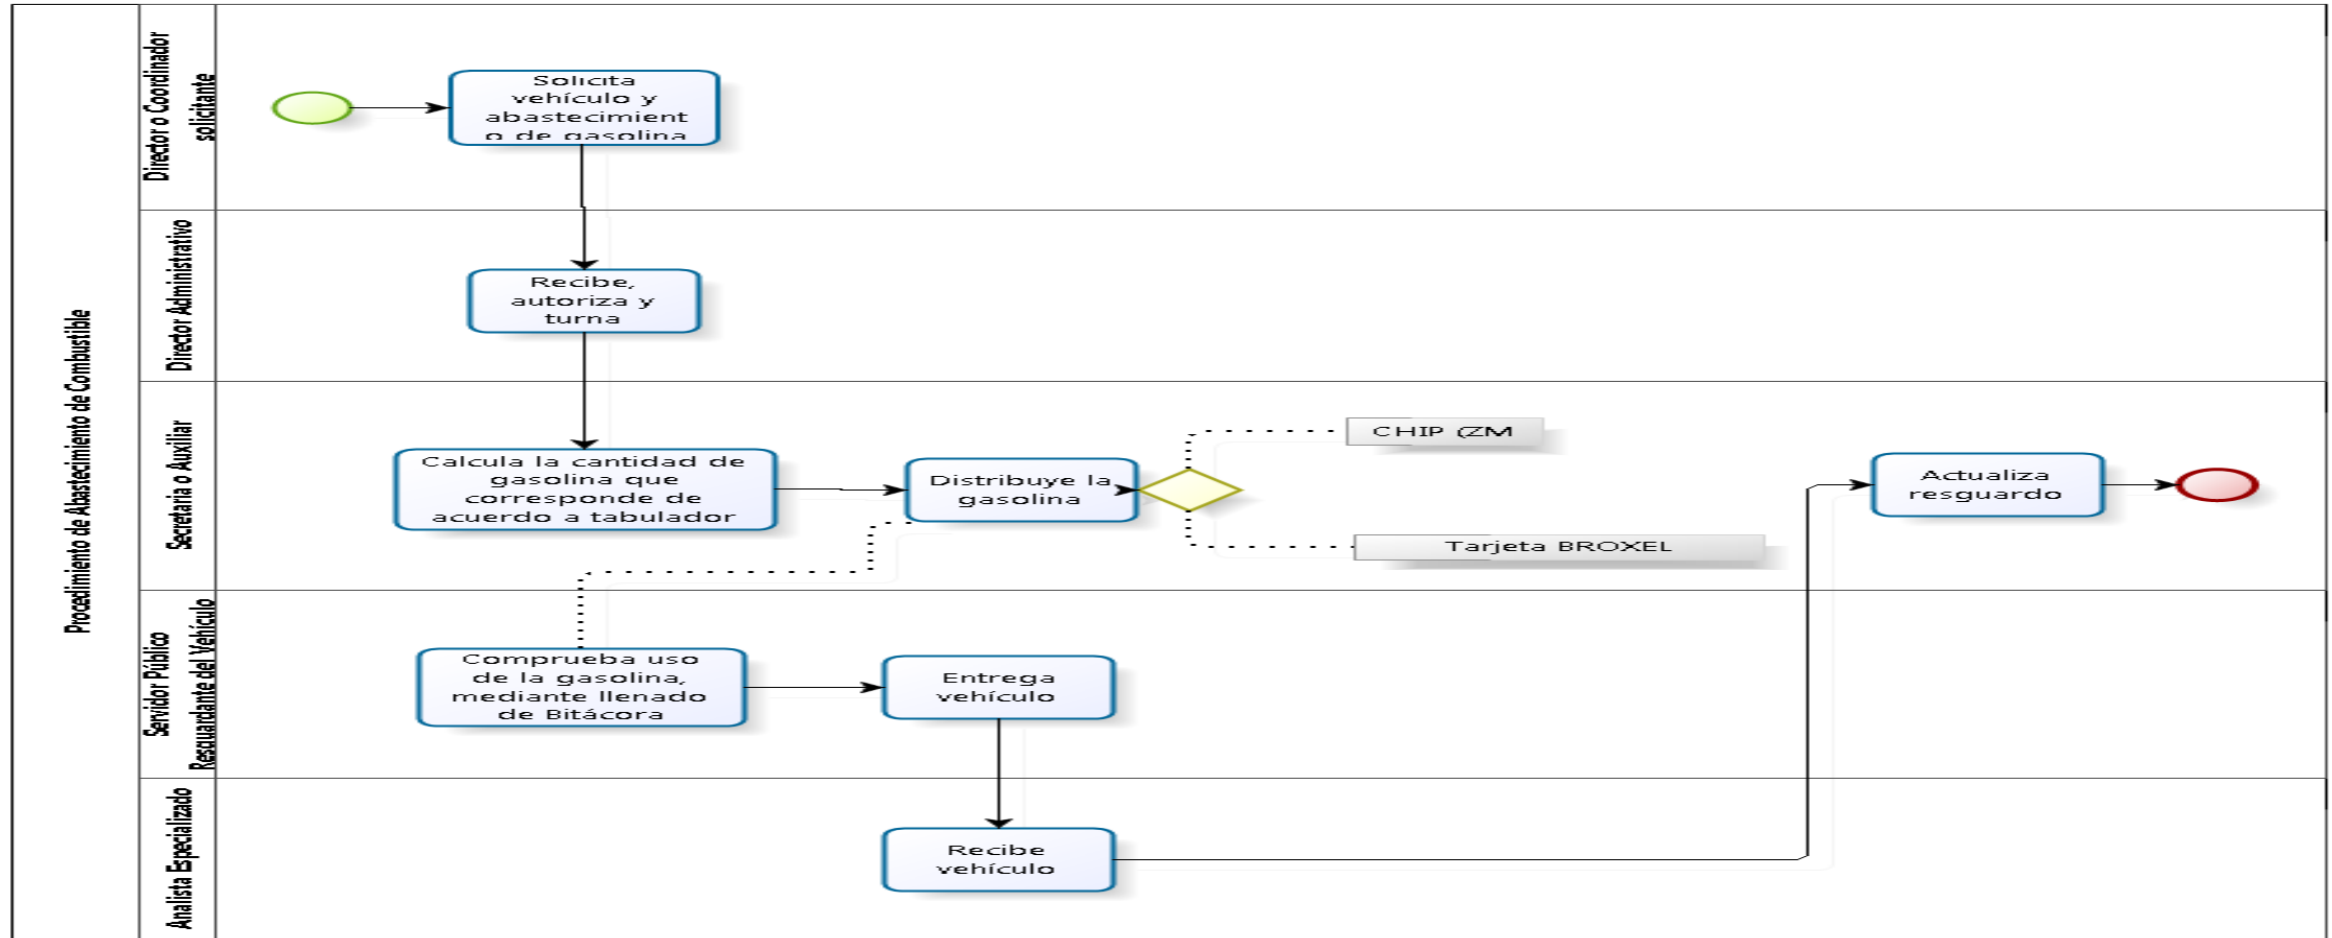 Procedimiento de Abastecimiento de Combustible
Director o Coordinador
solicitante
Solicita
vehículo y
abastecimient
o de gasolina
Director Administrativo
Recibe,
autoriza y
turna
Secretaria o Auxiliar
Calcula la cantidad de
gasolina que
corresponde de
acuerdo a tabulador
Distribuye la
gasolina
CHIP (ZM
Tarjeta BROXEL
Actualiza
resguardo
Servidor Público
Resguardante del Vehículo
Comprueba uso
de la gasolina,
mediante llenado
de Bitácora
Entrega
vehículo
Analista Especializado
Recibe
vehículo